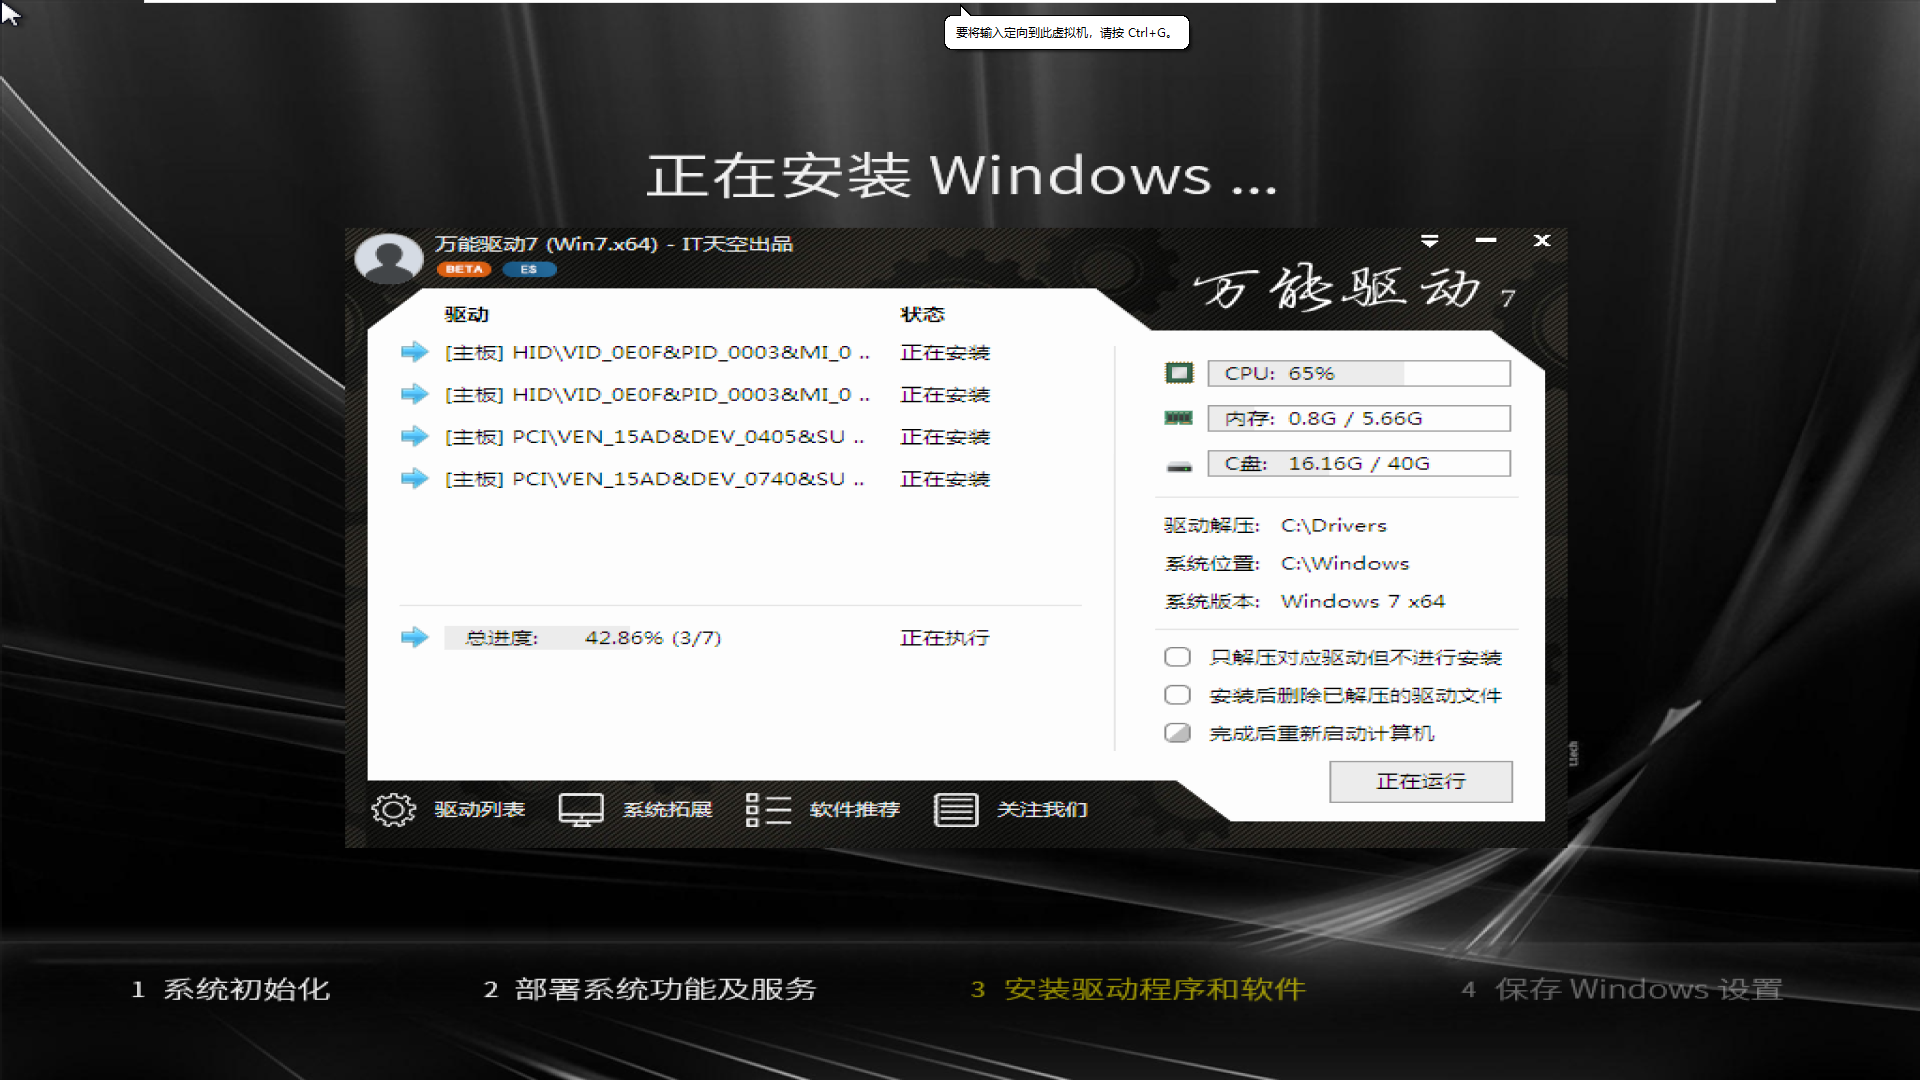 要将输入定向到此虚拟机，请按 Ctrl+G。
正在安装 Windows ...
万能驱动7 (Win7.x64) - IT天空出品
BETA ES
万能驱动 7
驱动 状态
[主板] HID\VID_0E0F&PID_0003&MI_0 .. 正在安装
[主板] HID\VID_0E0F&PID_0003&MI_0 .. 正在安装
[主板] PCI\VEN_15AD&DEV_0405&SU .. 正在安装
[主板] PCI\VEN_15AD&DEV_0740&SU .. 正在安装
总进度: 42.86% (3/7) 正在执行
CPU: 65%
内存: 0.8G / 5.66G
C盘: 16.16G / 40G
驱动解压: C:\Drivers
系统位置: C:\Windows
系统版本: Windows 7 x64
只解压对应驱动但不进行安装
安装后删除已解压的驱动文件
完成后重新启动计算机
正在运行
驱动列表 系统拓展 软件推荐 关注我们
1 系统初始化 2 部署系统功能及服务 3 安装驱动程序和软件 4 保存 Windows 设置